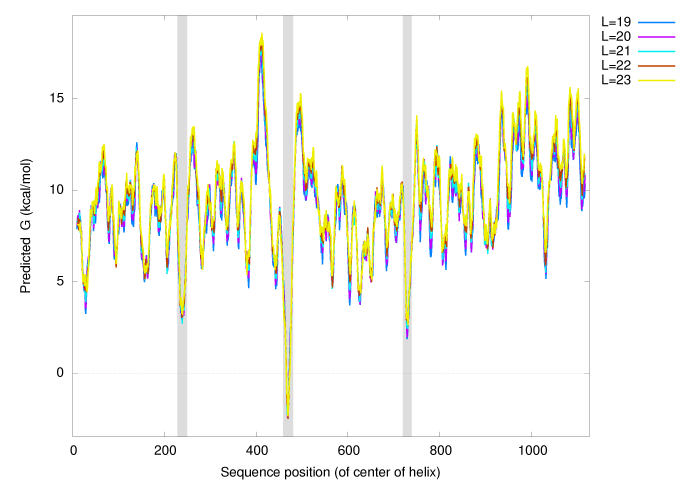 L=19
L=20
L=21
L=22
L=23
15
10
5
0
Predicted G (kcal/mol)
0 200 400 600 800 1000
Sequence position (of center of helix)